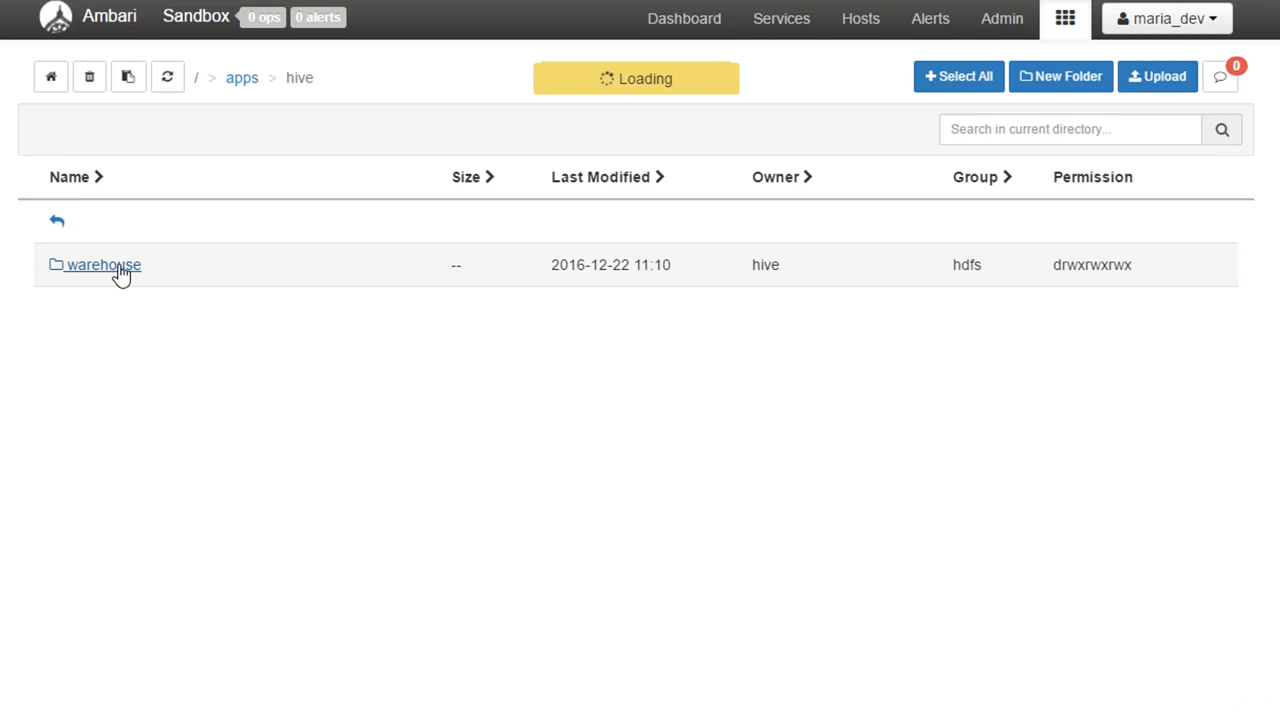 Ambari Sandbox 0 ops 0 alerts Dashboard Services Hosts Alerts Admin maria_dev
/ > apps > hive Loading Select All New Folder Upload 0
Search in current directory...
Name Size Last Modified Owner Group Permission
warehouse -- 2016-12-22 11:10 hive hdfs drwxrwxrwx